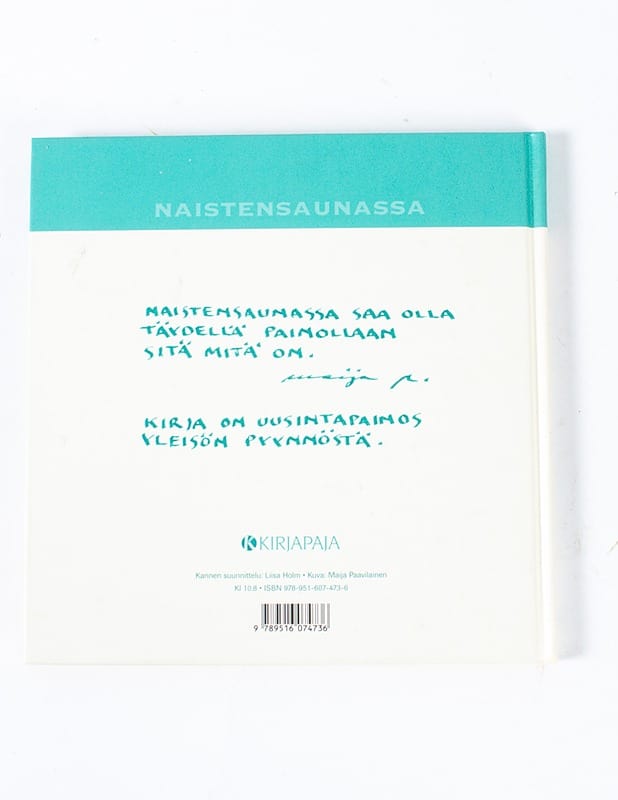 NAISTENSAUNASSA
NAISTENSAUNASSA SAA OLLA
TÄYDELLÄ PAINOLLAAN
SITÄ MITÄ ON.
maija p.
KIRJA ON UUSINTAPAINOS
YLEISÖN PYYNNÖSTÄ.
KIRJAPAJA
Kannen suunnittelu: Liisa Holm • Kuva: Maija Paavilainen
Kl 10.8 • ISBN 978-951-607-473-6
9 789516 074736